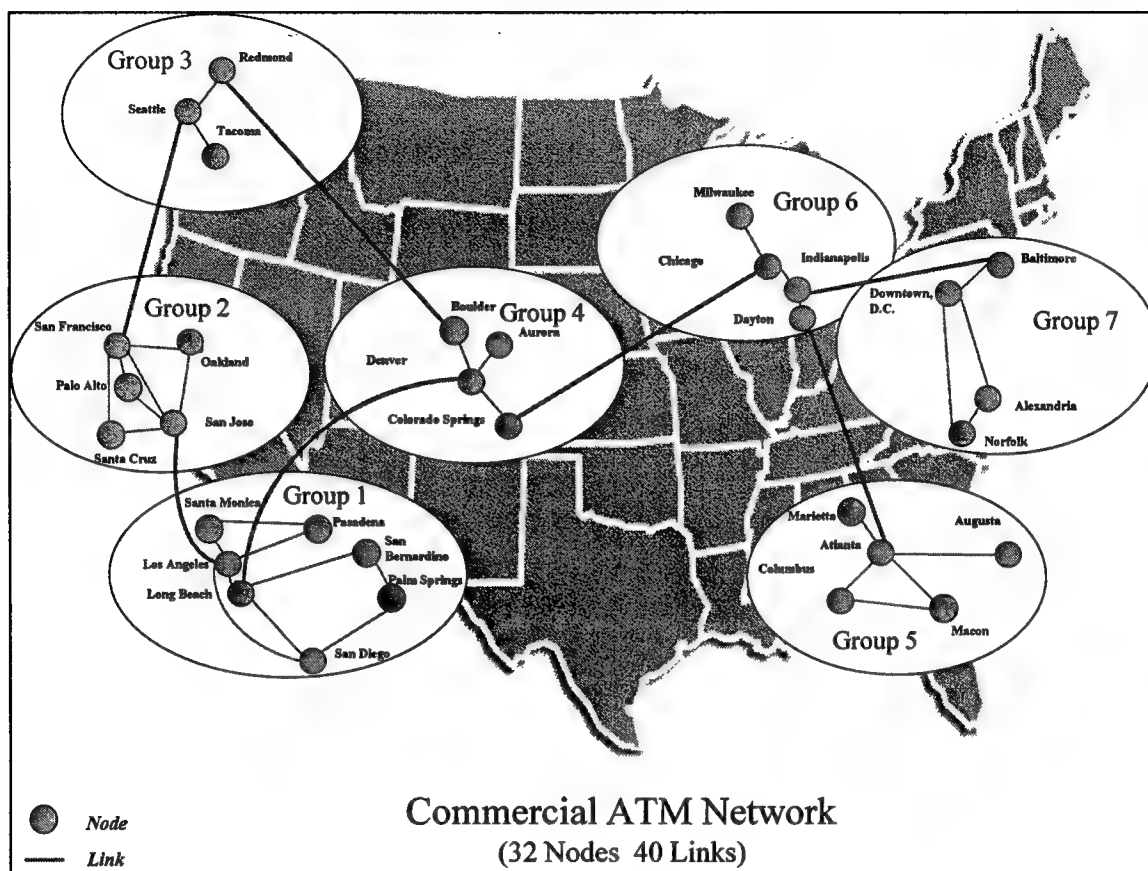 Group 3
Redmond
Seattle
Tacoma
Group 2
San Francisco
Oakland
Palo Alto
San Jose
Santa Cruz
Group 1
Santa Monica
Pasadena
San
Bernardino
Los Angeles
Palm Springs
Long Beach
San Diego
Boulder
Group 4
Aurora
Denver
Colorado Springs
Milwaukee
Group 6
Chicago
Indianapolis
Dayton
Baltimore
Downtown,
D.C.
Group 7
Alexandria
Norfolk
Marietta
Augusta
Atlanta
Columbus
Macon
Group 5
Node
Link
Commercial ATM Network
(32 Nodes 40 Links)